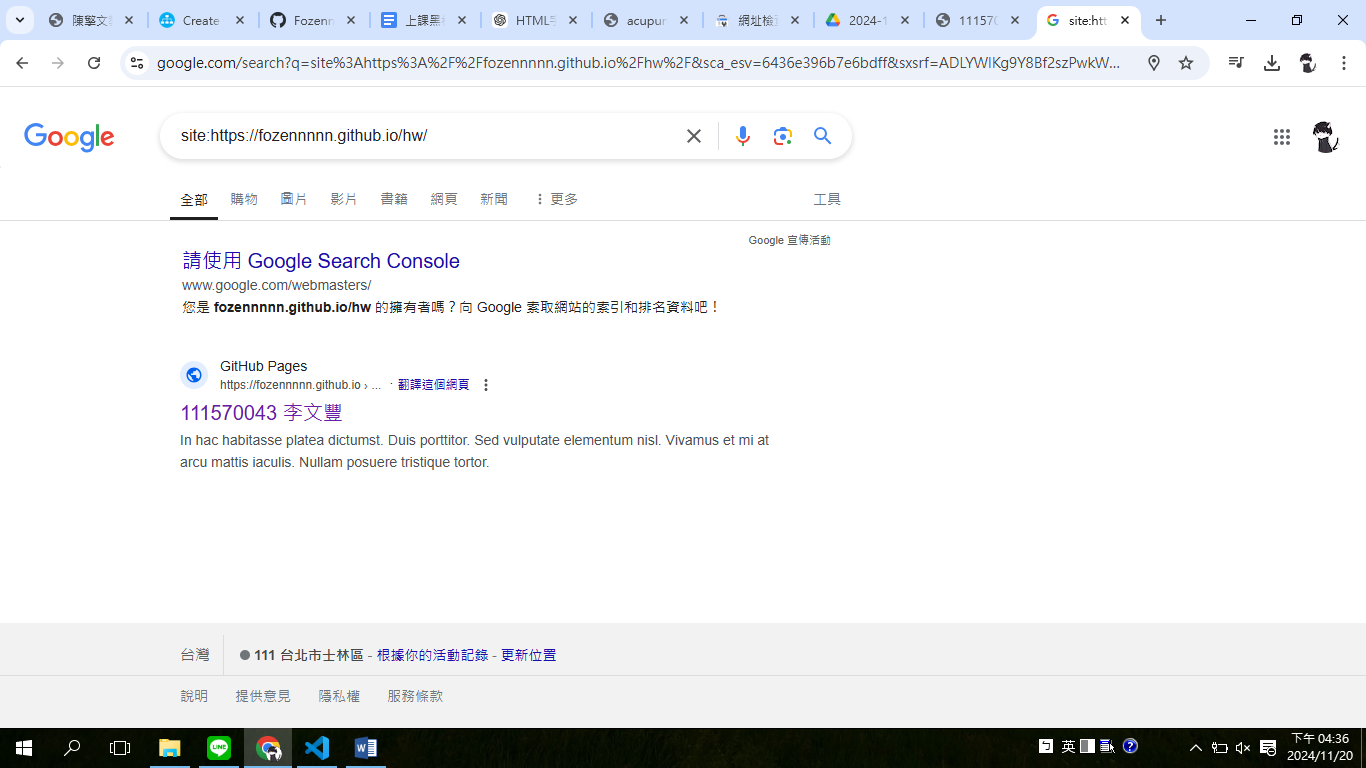 陳擎文
Create
Fozenn
上課黑
HTML
acupur
網址檢
2024-1
111570
site:htt
google.com/search?q=site%3Ahttps%3A%2F%2Ffozennnnn.github.io%2Fhw%2F&sca_esv=6436e396b7e6bdff&sxsrf=ADLYWIKg9Y8Bf2szPwkW...
Google
site:https://fozennnnn.github.io/hw/
全部 購物 圖片 影片 書籍 網頁 新聞 ⋮ 更多 工具
Google 宣傳活動
請使用 Google Search Console
www.google.com/webmasters/
您是 fozennnnn.github.io/hw 的擁有者嗎？向 Google 索取網站的索引和排名資料吧！
GitHub Pages
https://fozennnnn.github.io › ... · 翻譯這個網頁
111570043 李文豐
In hac habitasse platea dictumst. Duis porttitor. Sed vulputate elementum nisl. Vivamus et mi at
arcu mattis iaculis. Nullam posuere tristique tortor.
台灣
111 台北市士林區 - 根據你的活動記錄 - 更新位置
說明 提供意見 隱私權 服務條款
英
下午 04:36
2024/11/20